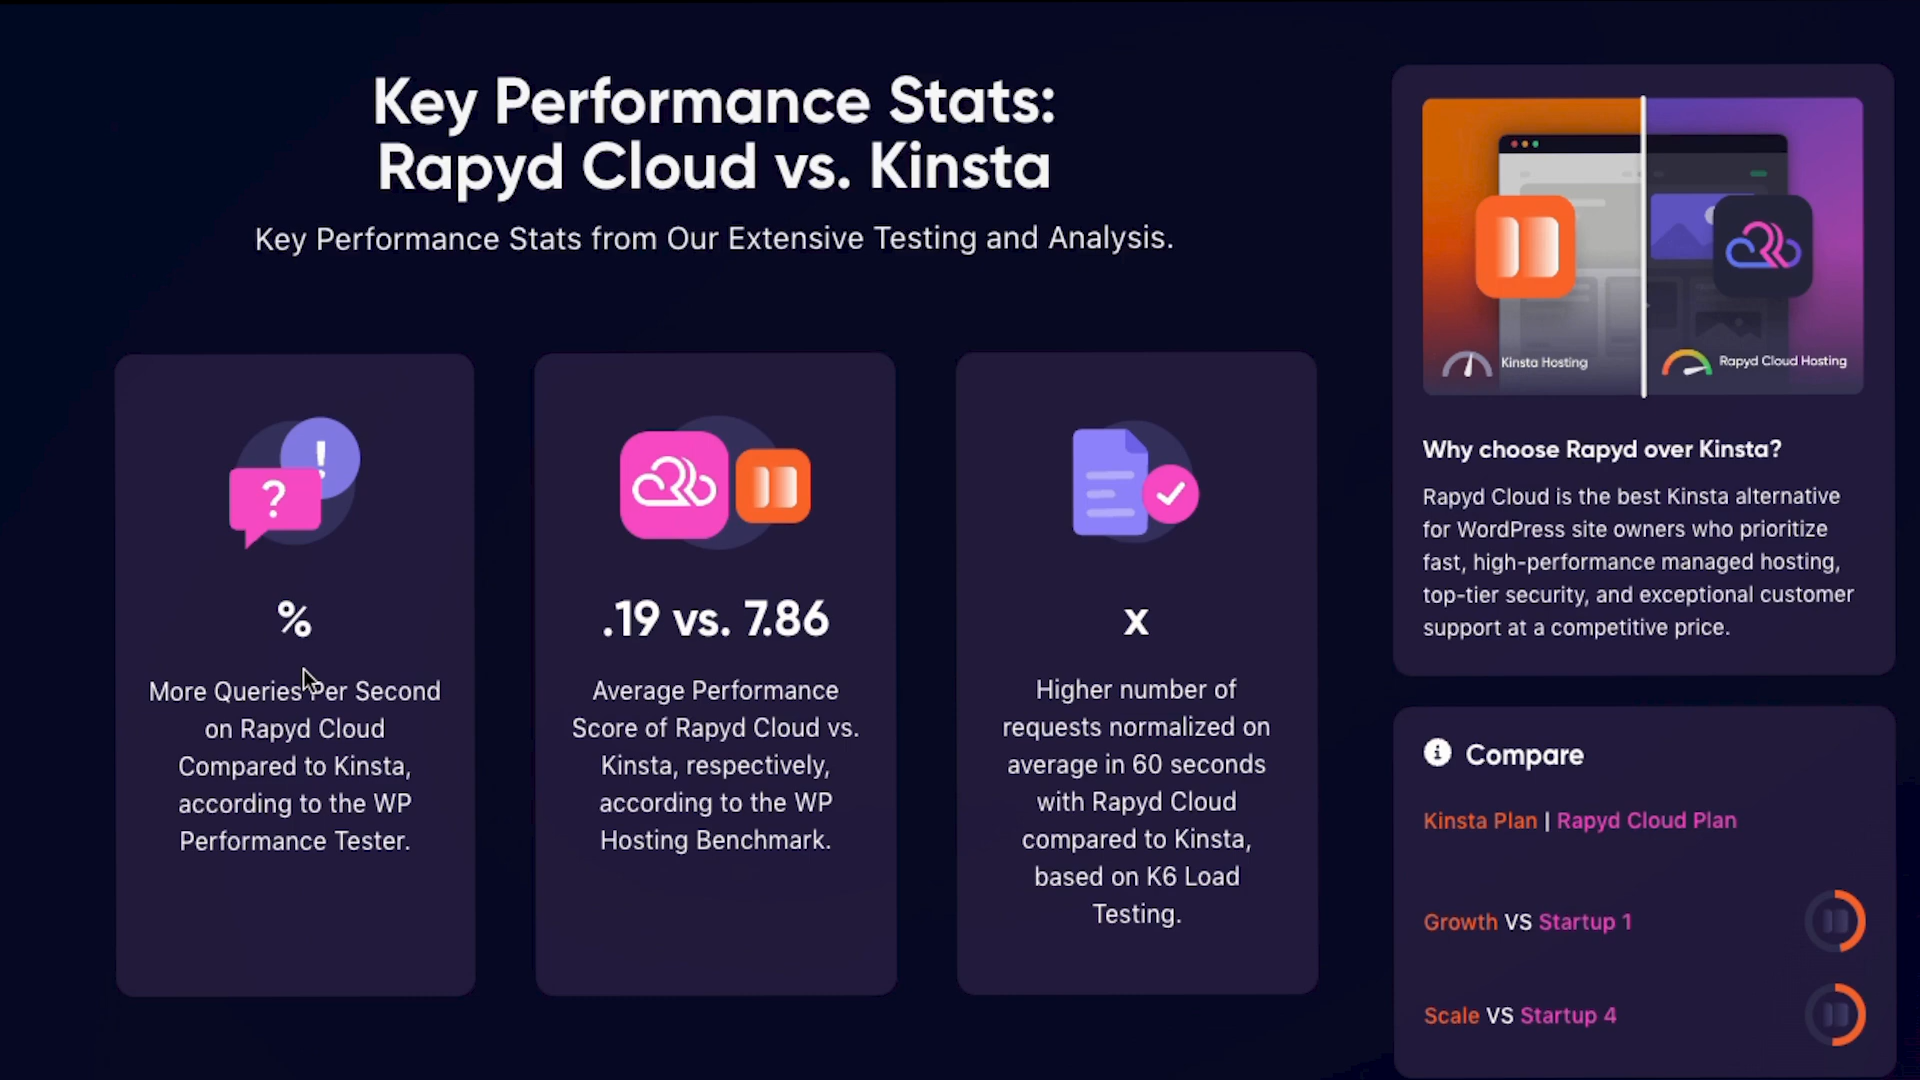 Key Performance Stats:
Rapyd Cloud vs. Kinsta
Key Performance Stats from Our Extensive Testing and Analysis.
!
?
%
More Queries Per Second
on Rapyd Cloud
Compared to Kinsta,
according to the WP
Performance Tester.
.19 vs. 7.86
Average Performance
Score of Rapyd Cloud vs.
Kinsta, respectively,
according to the WP
Hosting Benchmark.
x
Higher number of
requests normalized on
average in 60 seconds
with Rapyd Cloud
compared to Kinsta,
based on K6 Load
Testing.
Kinsta Hosting
Rapyd Cloud Hosting
Why choose Rapyd over Kinsta?
Rapyd Cloud is the best Kinsta alternative
for WordPress site owners who prioritize
fast, high-performance managed hosting,
top-tier security, and exceptional customer
support at a competitive price.
Compare
Kinsta Plan | Rapyd Cloud Plan
Growth VS Startup 1
Scale VS Startup 4